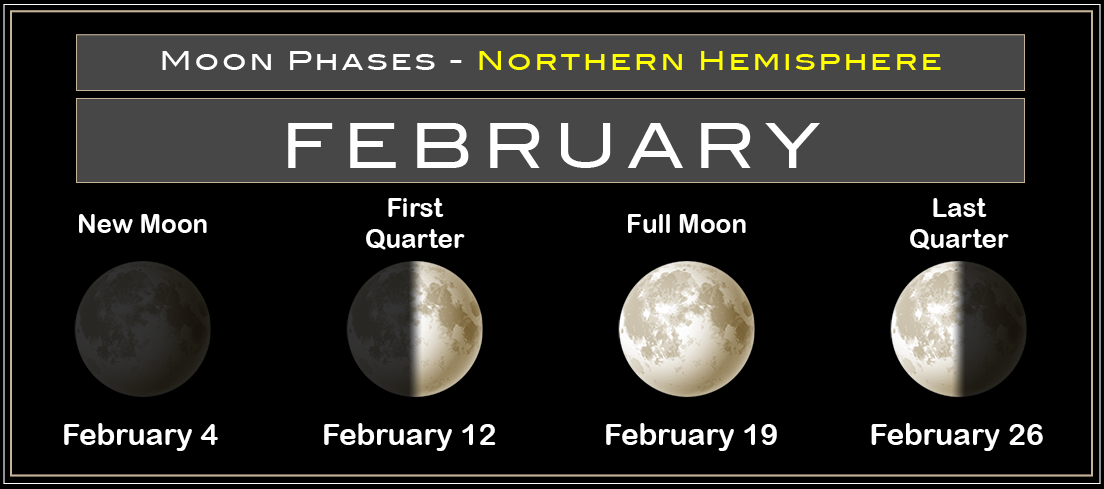 Moon Phases - Northern Hemisphere
FEBRUARY
New Moon
First
Quarter
Full Moon
Last
Quarter
February 4
February 12
February 19
February 26